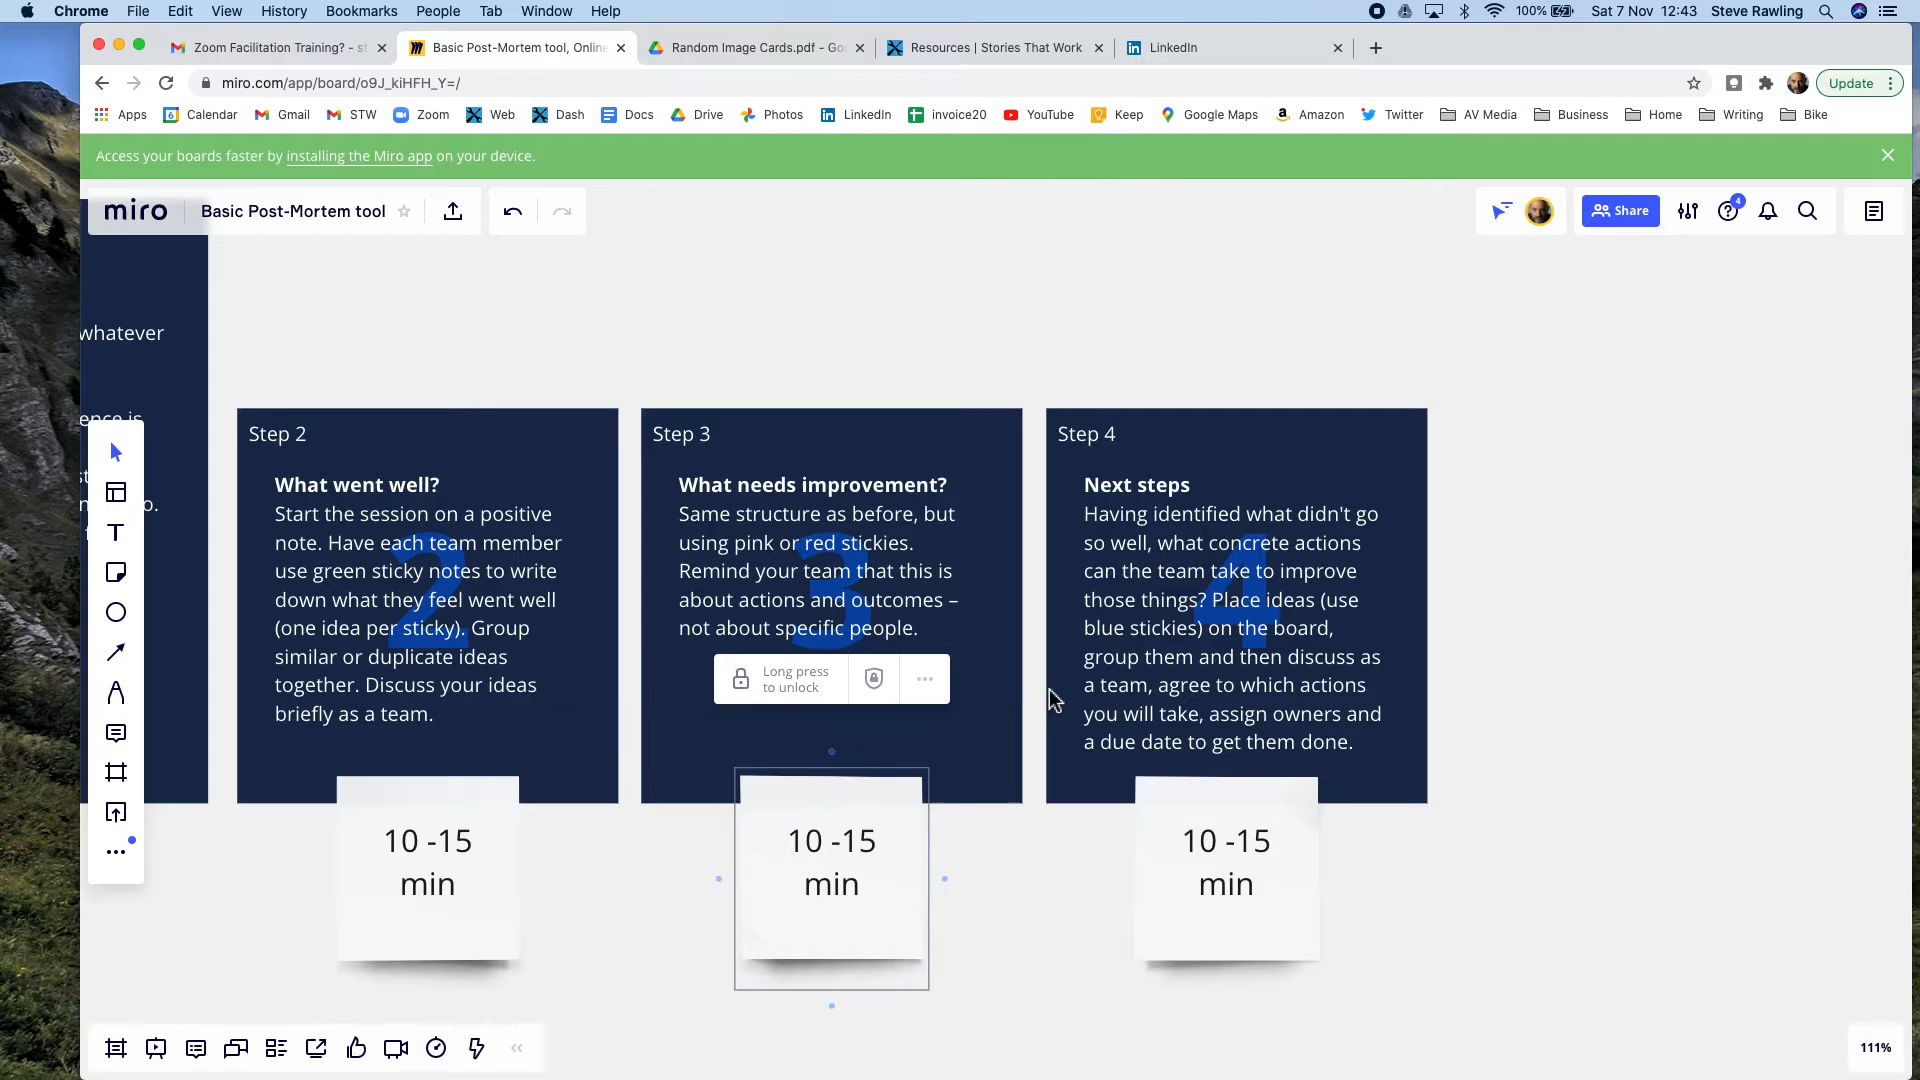 Chrome File Edit View History Bookmarks People Tab Window Help 100% Sat 7 Nov 12:43 Steve Rawling
Zoom Facilitation Training? - st Basic Post-Mortem tool, Online Random Image Cards.pdf - Go Resources | Stories That Work LinkedIn
miro.com/app/board/o9J_kiHFH_Y=/ Update
Apps Calendar Gmail STW Zoom Web Dash Docs Drive Photos LinkedIn invoice20 YouTube Keep Google Maps Amazon Twitter AV Media Business Home Writing Bike
Access your boards faster by installing the Miro app on your device.
miro Basic Post-Mortem tool Share 4
whatever
ence is
o.
Step 2
What went well?
Start the session on a positive
note. Have each team member
use green sticky notes to write
down what they feel went well
(one idea per sticky). Group
similar or duplicate ideas
together. Discuss your ideas
briefly as a team.
2
10 -15
min
Step 3
What needs improvement?
Same structure as before, but
using pink or red stickies.
Remind your team that this is
about actions and outcomes –
not about specific people.
3
Long press
to unlock
10 -15
min
Step 4
Next steps
Having identified what didn't go
so well, what concrete actions
can the team take to improve
those things? Place ideas (use
blue stickies) on the board,
group them and then discuss as
a team, agree to which actions
you will take, assign owners and
a due date to get them done.
4
10 -15
min
111%